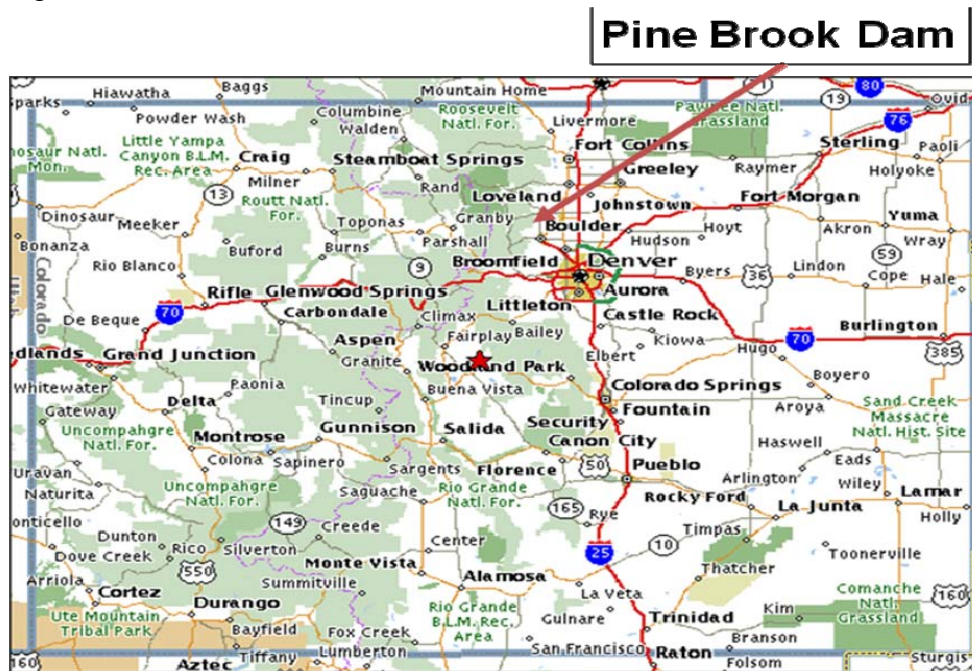 Pine Brook Dam
Hiawatha
Baggs
Mountain Home
80
Powder Wash
Columbine
Roosevelt
Natl. For.
Livermore
Pawnee Natl.
Grassland
19
Ovid
76
Walden
Little Yampa
Canyon B.L.M.
Rec. Area
Craig
Steamboat Springs
Fort Collins
Sterling
Paoli
Greeley
Raymer
Holyoke
13
Milner
Rand
Loveland
Johnstown
Fort Morgan
Routt Natl.
For.
Dinosaur
Meeker
Toponas
Granby
Boulder
Hoyt
Yuma
Bonanza
Buford
Burns
Parshall
Hudson
Akron
Wray
Rio Blanco
9
Broomfield
Denver
Byers
36
Lindon
59
Cope
Hale
Colorado
Rifle
Glenwood Springs
Aurora
Littleton
70
De Beque
Carbondale
Climax
Castle Rock
Burlington
Aspen
Fairplay
Bailey
Kiowa
Hugo
70
385
Grand Junction
Granite
Woodland Park
Elbert
Whitewater
Paonia
Buena Vista
Colorado Springs
Boyero
Gateway
Delta
Tincup
Fountain
Aroya
Sand Creek
Massacre
Natl. Hist. Site
Uncompahgre
Natl. For.
Montrose
Gunnison
Salida
Security
Canon City
Haswell
Colona
Sapinero
Sargents
Florence
50
Pueblo
Eads
Uravan
Naturita
Uncompahgre
Natl. For.
Saguache
Rio Grande
Natl. For.
Arlington
Wiley
Lamar
Rocky Ford
La Junta
Holly
149
Creede
165
Rye
Timpas
Dunton
Rico
Silverton
Center
25
10
Toonerville
Dove Creek
550
Monte Vista
Thatcher
Arriola
Summitville
Alamosa
La Veta
Comanche
Natl.
Grassland
160
Cortez
Durango
Rio Grande
B.L.M. Rec.
Area
Gulnare
Trinidad
Kim
Ute Mountain
Tribal Park
Bayfield
Fox Creek
Branson
160
Aztec
Tiffany
Lumberton
San Francisco
Raton
Folsom
Sturgis